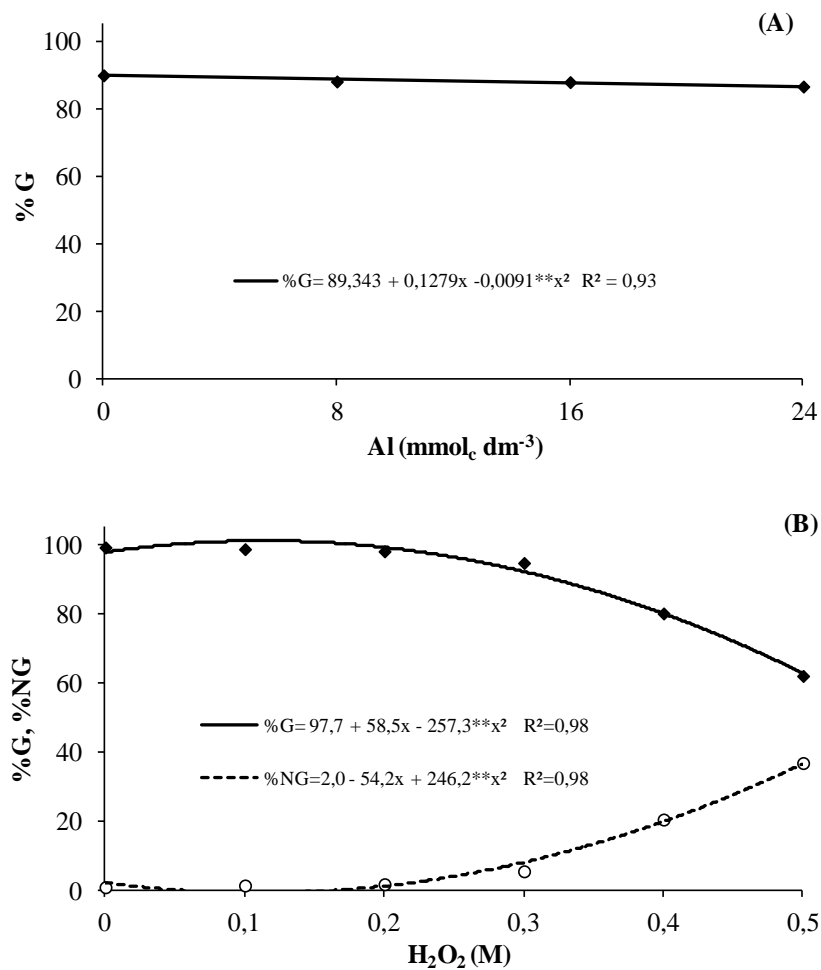 (A)
100
80
60
40
20
0
% G
%G= 89,343 + 0,1279x -0,0091**x² R² = 0,93
0 8 16 24
Al (mmolc dm-3)
(B)
100
80
60
40
20
0
%G, %NG
%G= 97,7 + 58,5x - 257,3**x² R²=0,98
%NG=2,0 - 54,2x + 246,2**x² R²=0,98
0 0,1 0,2 0,3 0,4 0,5
H2O2 (M)